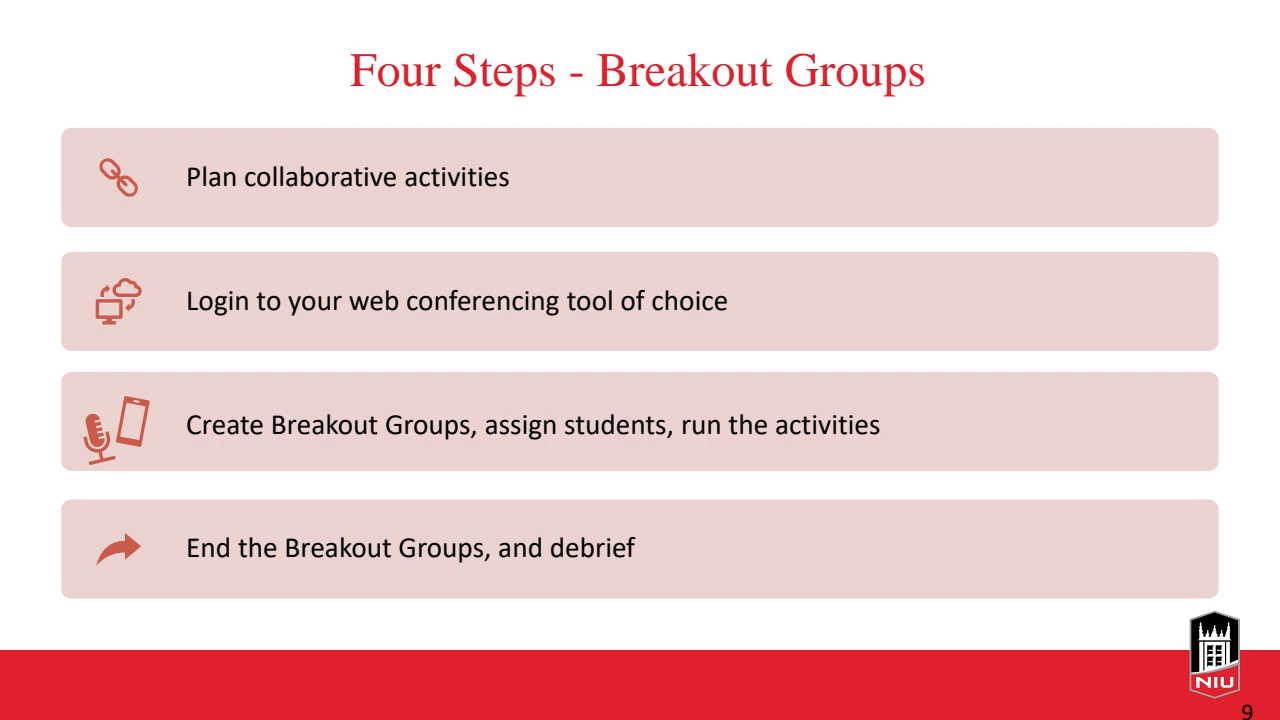 Four Steps - Breakout Groups
Plan collaborative activities
Login to your web conferencing tool of choice
Create Breakout Groups, assign students, run the activities
End the Breakout Groups, and debrief
NIU
9